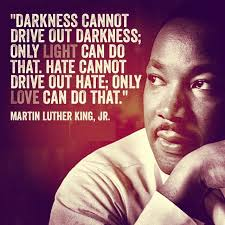 "DARKNESS CANNOT
DRIVE OUT DARKNESS;
ONLY LIGHT CAN DO
THAT. HATE CANNOT
DRIVE OUT HATE; ONLY
LOVE CAN DO THAT."
MARTIN LUTHER KING, JR.